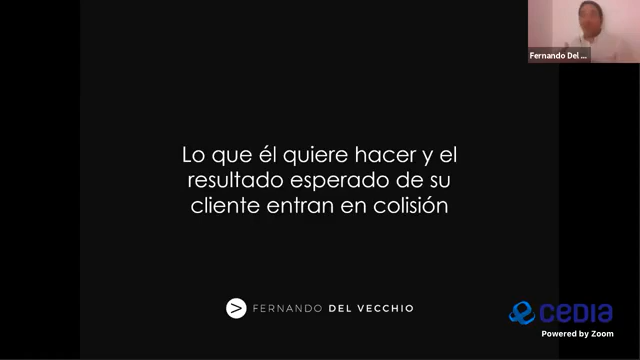 Fernando Del ...
Lo que él quiere hacer y el
resultado esperado de su
cliente entran en colisión
FERNANDO DEL VECCHIO
CEDIA
Powered by Zoom